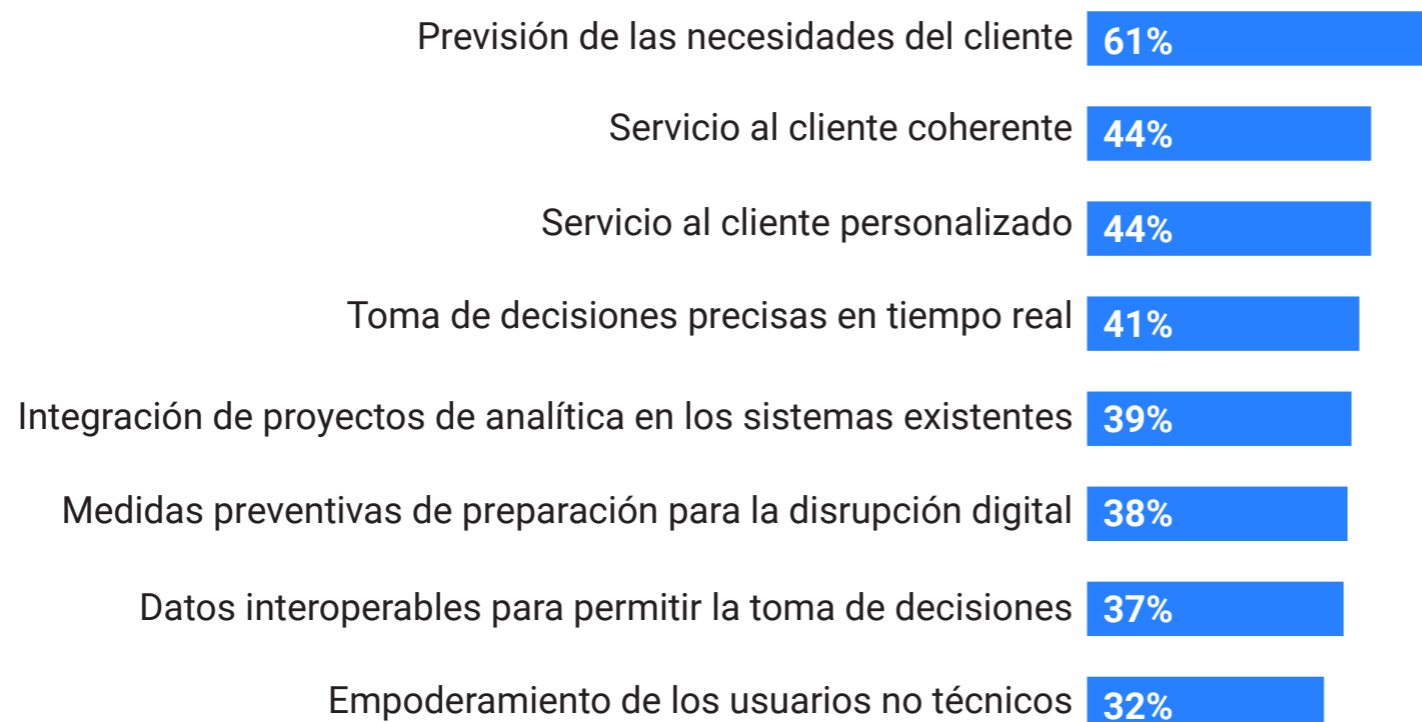 Previsión de las necesidades del cliente 61%
Servicio al cliente coherente 44%
Servicio al cliente personalizado 44%
Toma de decisiones precisas en tiempo real 41%
Integración de proyectos de analítica en los sistemas existentes 39%
Medidas preventivas de preparación para la disrupción digital 38%
Datos interoperables para permitir la toma de decisiones 37%
Empoderamiento de los usuarios no técnicos 32%